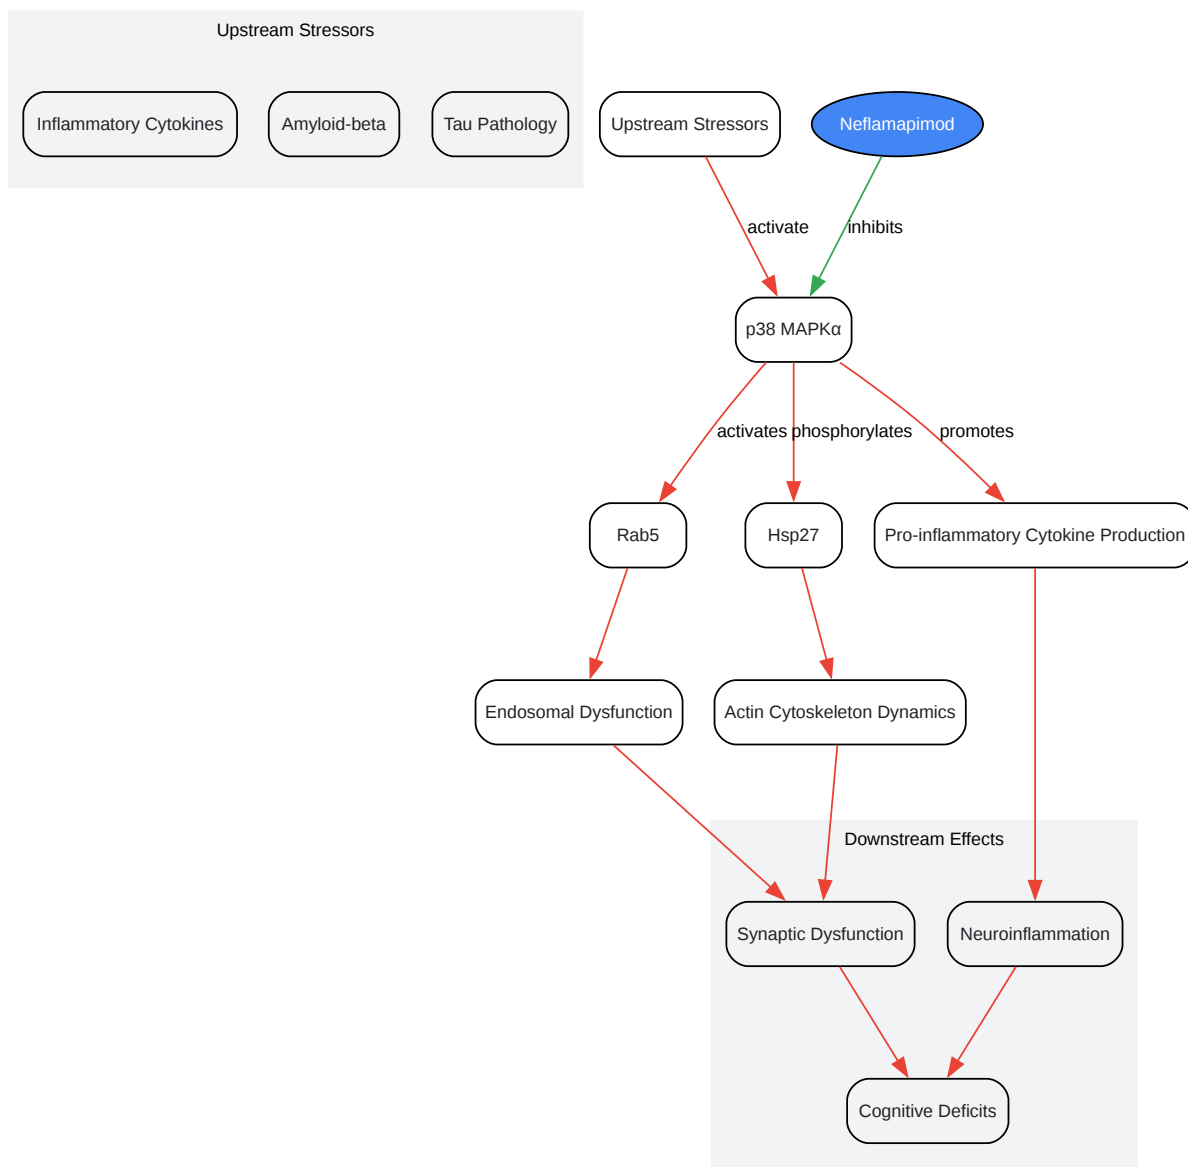 Upstream Stressors
Inflammatory Cytokines
Amyloid-beta
Tau Pathology
Upstream Stressors
Neflamapimod
activate
inhibits
p38 MAPKα
activates
phosphorylates
promotes
Rab5
Hsp27
Pro-inflammatory Cytokine Production
Endosomal Dysfunction
Actin Cytoskeleton Dynamics
Downstream Effects
Synaptic Dysfunction
Neuroinflammation
Cognitive Deficits